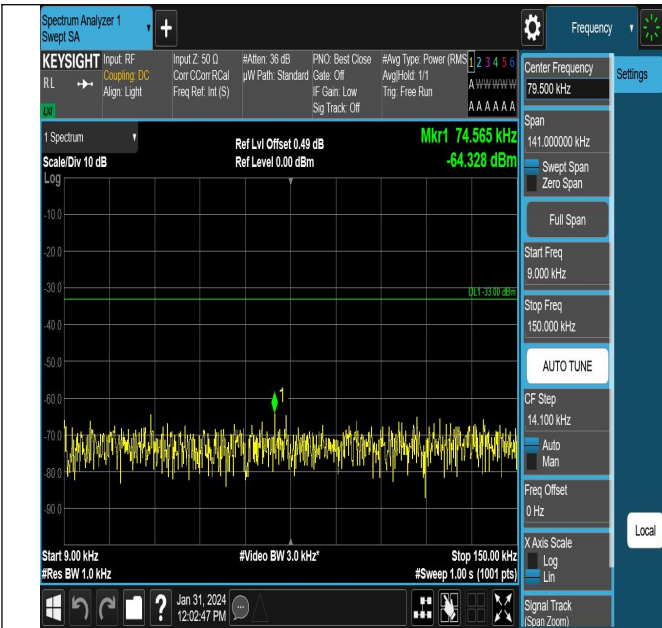 Spectrum Analyzer 1
Swept SA
Frequency
KEYSIGHT
RL
LXI
Input: RF
Coupling: DC
Align: Light
Input Z: 50 Ω
Corr CCorr RCal
Freq Ref: Int (S)
#Atten: 36 dB
µW Path: Standard
PNO: Best Close
Gate: Off
IF Gain: Low
Sig Track: Off
#Avg Type: Power (RMS
Avg|Hold: 1/1
Trig: Free Run
1 2 3 4 5 6
A W W W W W
A A A A A A
1 Spectrum
Scale/Div 10 dB
Log
Ref Lvl Offset 0.49 dB
Ref Level 0.00 dBm
Mkr1 74.565 kHz
-64.328 dBm
-10.0
-20.0
-30.0
DL1 -33.00 dBm
-40.0
-50.0
-60.0
1
-70.0
-80.0
-90.0
Start 9.00 kHz
#Res BW 1.0 kHz
#Video BW 3.0 kHz*
Stop 150.00 kHz
#Sweep 1.00 s (1001 pts)
?
Jan 31, 2024
12:02:47 PM
Center Frequency
79.500 kHz
Settings
Span
141.000000 kHz
Swept Span
Zero Span
Full Span
Start Freq
9.000 kHz
Stop Freq
150.000 kHz
AUTO TUNE
CF Step
14.100 kHz
Auto
Man
Freq Offset
0 Hz
Local
X Axis Scale
Log
Lin
Signal Track
(Span Zoom)